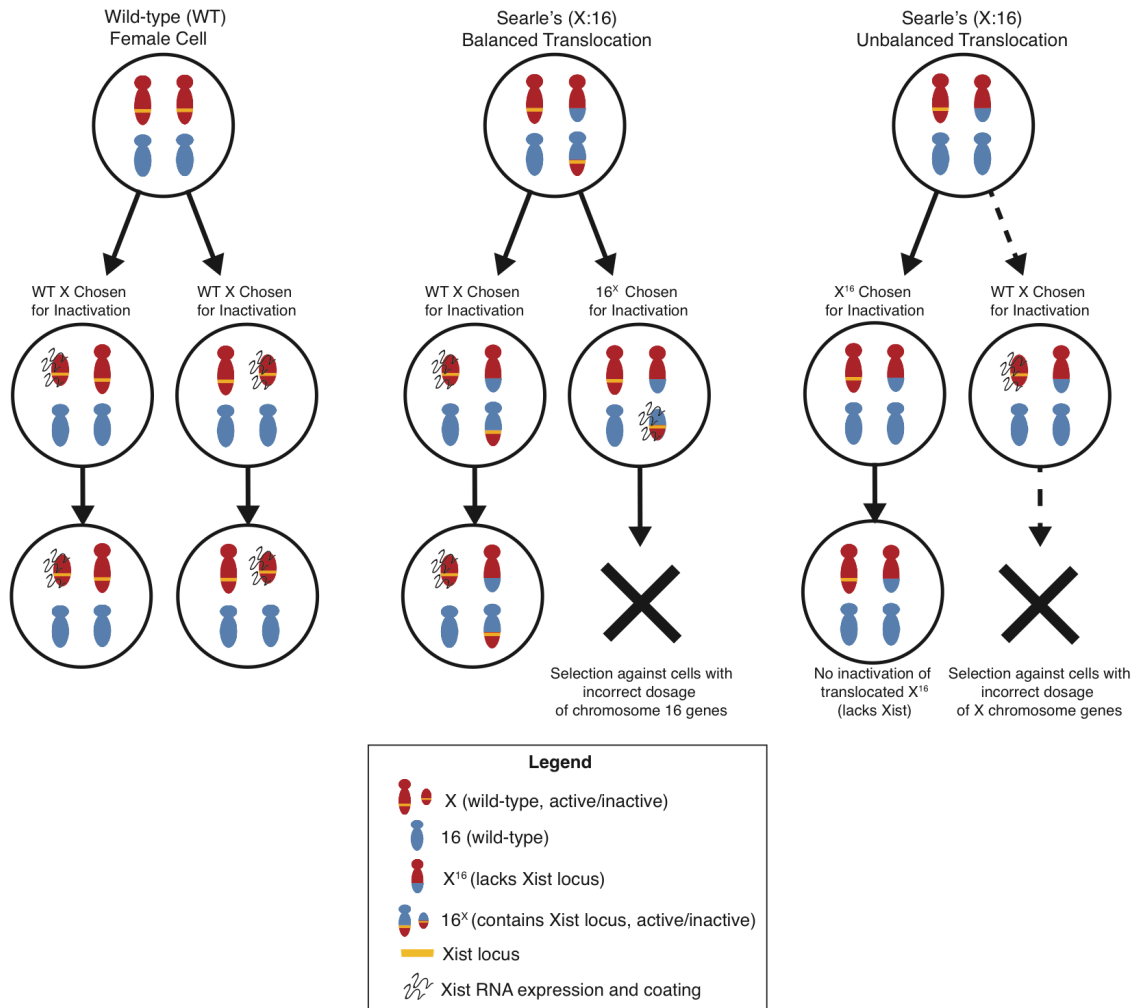 Wild-type (WT)
Female Cell
Searle's (X:16)
Balanced Translocation
Searle's (X:16)
Unbalanced Translocation
WT X Chosen
for Inactivation
WT X Chosen
for Inactivation
WT X Chosen
for Inactivation
16ˣ Chosen
for Inactivation
X¹⁶ Chosen
for Inactivation
WT X Chosen
for Inactivation
Selection against cells with
incorrect dosage
of chromosome 16 genes
No inactivation of
translocated X¹⁶
(lacks Xist)
Selection against cells with
incorrect dosage
of X chromosome genes
Legend
X (wild-type, active/inactive)
16 (wild-type)
X¹⁶ (lacks Xist locus)
16ˣ (contains Xist locus, active/inactive)
Xist locus
Xist RNA expression and coating